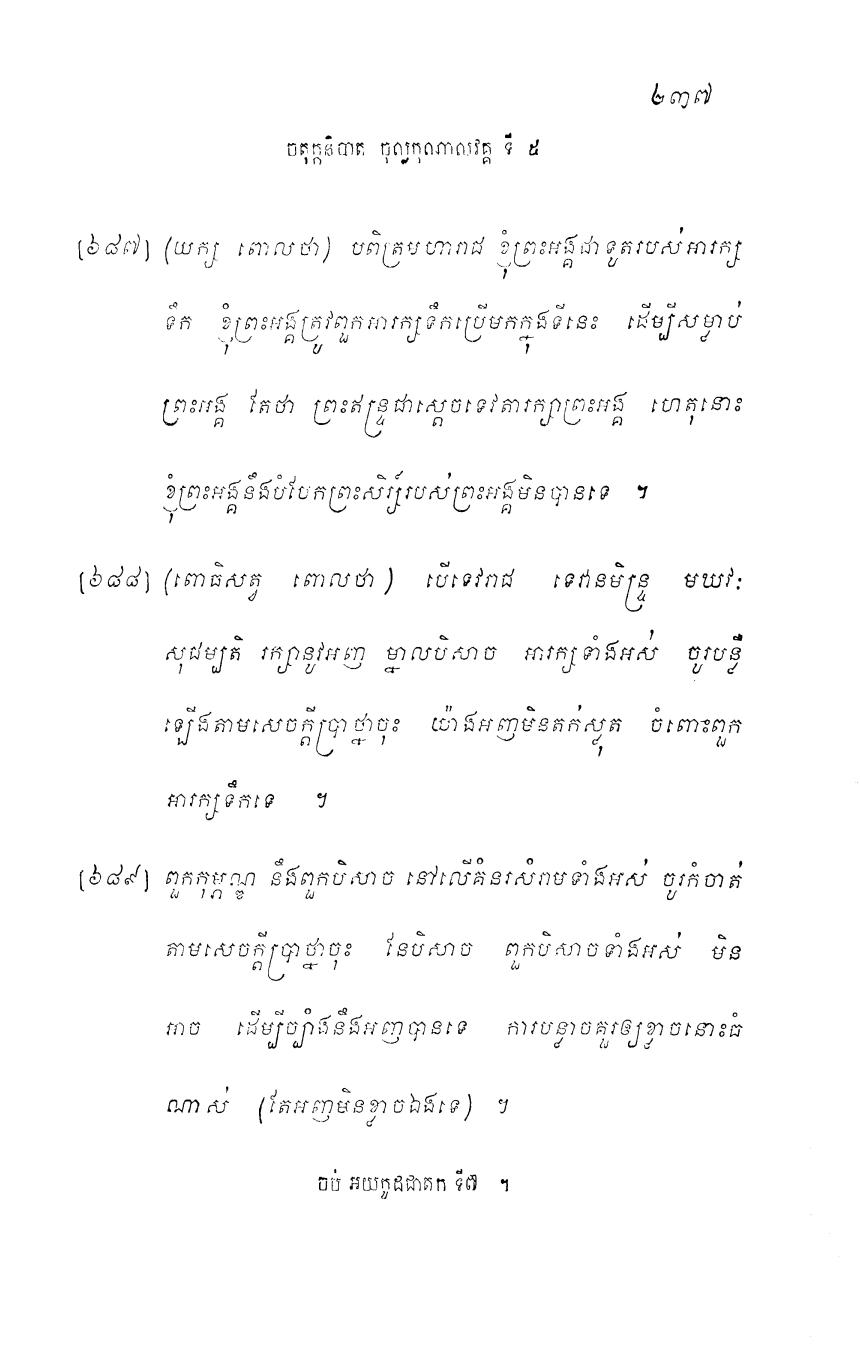 ២៣៧
ចតុក្កនិបាត ចុល្លកុណាលវគ្គ ទី ៥
[៦៨៧] (យក្ស ពោលថា) បពិត្រមហារាជ ខ្ញុំព្រះអង្គជាទូតរបស់អារក្ស
ទឹក ខ្ញុំព្រះអង្គត្រូវពួកអារក្សទឹកប្រើមកក្នុងទីនេះ ដើម្បីសម្លាប់
ព្រះអង្គ តែថា ព្រះឥន្ទ្រជាស្តេចទេវតារក្សាព្រះអង្គ ហេតុនោះ
ខ្ញុំព្រះអង្គនឹងបំបែកព្រះសិរ្ស៍របស់ព្រះអង្គមិនបានទេ ។
[៦៨៨] (ពោធិសត្វ ពោលថា) បើទេវរាជ ទេវានមិន្ទ្រ មឃវៈ
សុជម្បតិ រក្សានូវអញ ម្នាលបិសាច អារក្សទាំងអស់ ចូរបន្លឺ
ឡើងតាមសេចក្តីប្រាថ្នាចុះ យ៉ាងអញមិនតក់ស្លុត ចំពោះពួក
អារក្សទឹកទេ ។
[៦៨៩] ពួកកុម្ភណ្ឌ នឹងពួកបិសាច នៅលើគំនរសំរាមទាំងអស់ ចូរកំចាត់
តាមសេចក្តីប្រាថ្នាចុះ នែបិសាច ពួកបិសាចទាំងអស់ មិន
អាច ដើម្បីច្បាំងនឹងអញបានទេ ការបន្លាចគួរឲ្យខ្លាចនោះធំ
ណាស់ (តែអញមិនខ្លាចឯងទេ) ។
ចប់ អយកូដជាតក ទី៧ ។